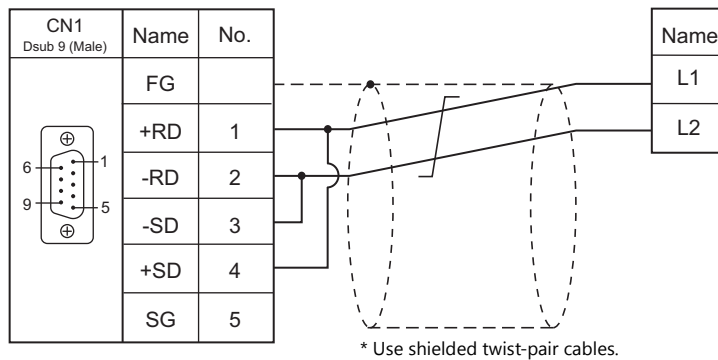 CN1
Dsub 9 (Male)
Name
No.
Name
FG
L1
+RD
1
L2
-RD
2
-SD
3
+SD
4
SG
5
6
1
9
5
* Use shielded twist-pair cables.